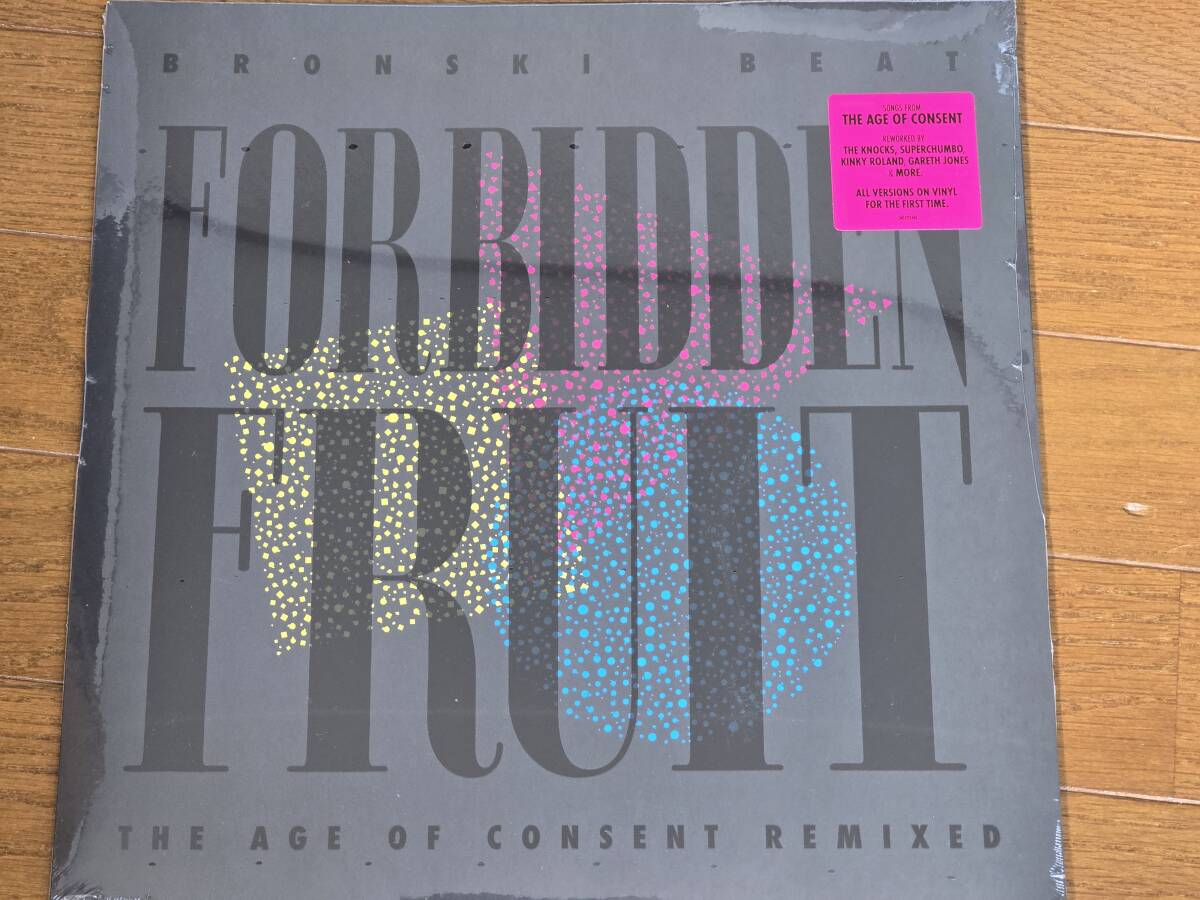 BRONSKI BEAT
FORBIDDEN
FRUIT
THE AGE OF CONSENT REMIXED
SONGS FROM
THE AGE OF CONSENT
REWORKED BY
THE KNOCKS, SUPERCHUMBO,
KINKY ROLAND, GARETH JONES
& MORE.
ALL VERSIONS ON VINYL
FOR THE FIRST TIME.